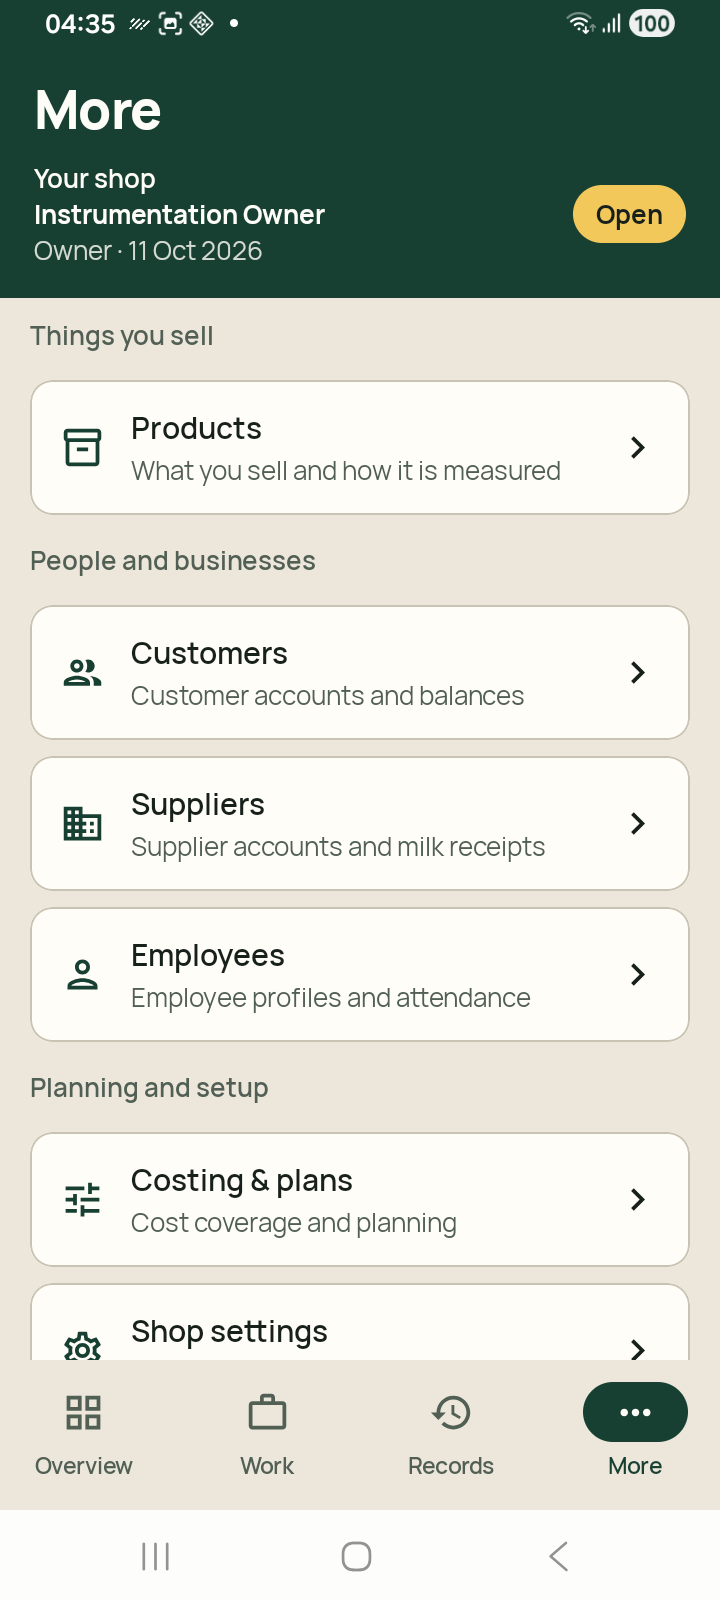 04:35
100
More
Your shop
Instrumentation Owner
Owner · 11 Oct 2026
Open
Things you sell
Products
What you sell and how it is measured
People and businesses
Customers
Customer accounts and balances
Suppliers
Supplier accounts and milk receipts
Employees
Employee profiles and attendance
Planning and setup
Costing & plans
Cost coverage and planning
Shop settings
Overview
Work
Records
More